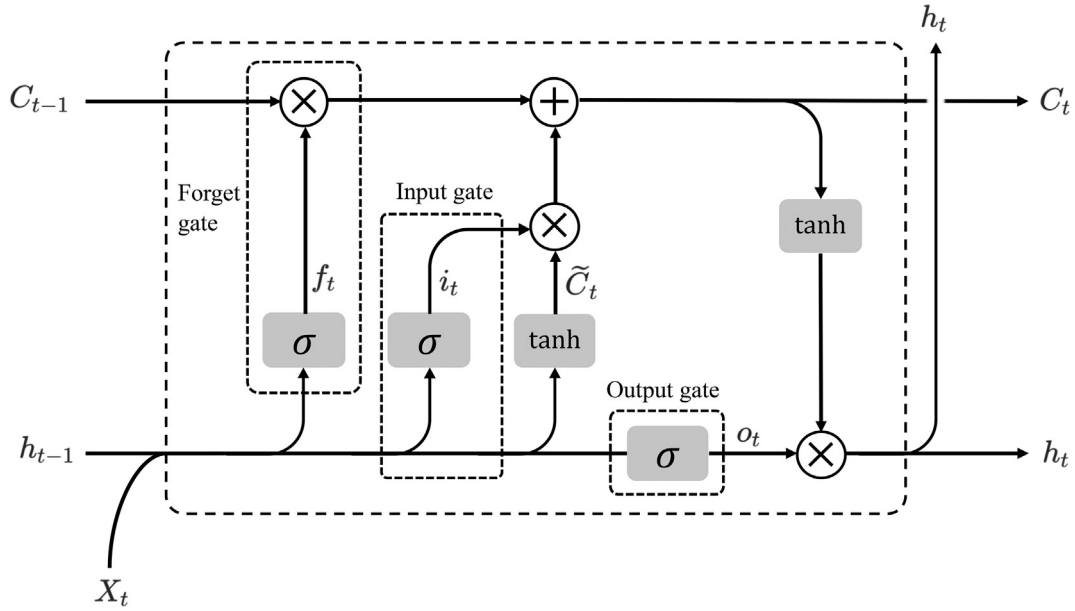 h_t
C_{t-1}
C_t
Forget
gate
Input gate
tanh
f_t
i_t
C̃_t
σ
σ
tanh
Output gate
h_{t-1}
σ
o_t
h_t
X_t